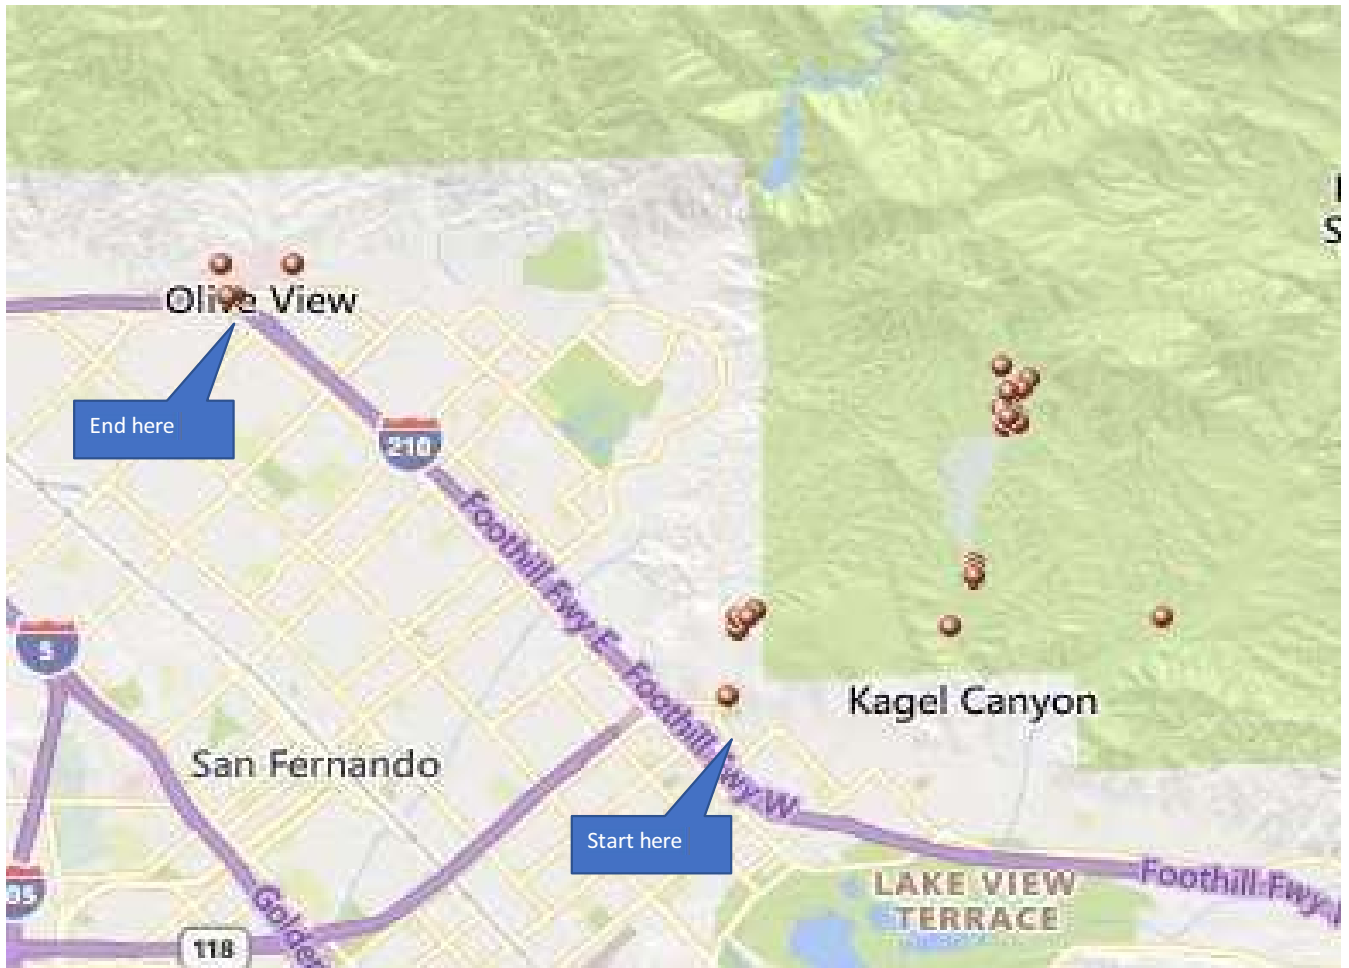 Olive View
End here
210
Foothill Fwy E
Foothill Fwy W
5
Kagel Canyon
San Fernando
Start here
LAKE VIEW
TERRACE
Foothill Fwy
Golden
118